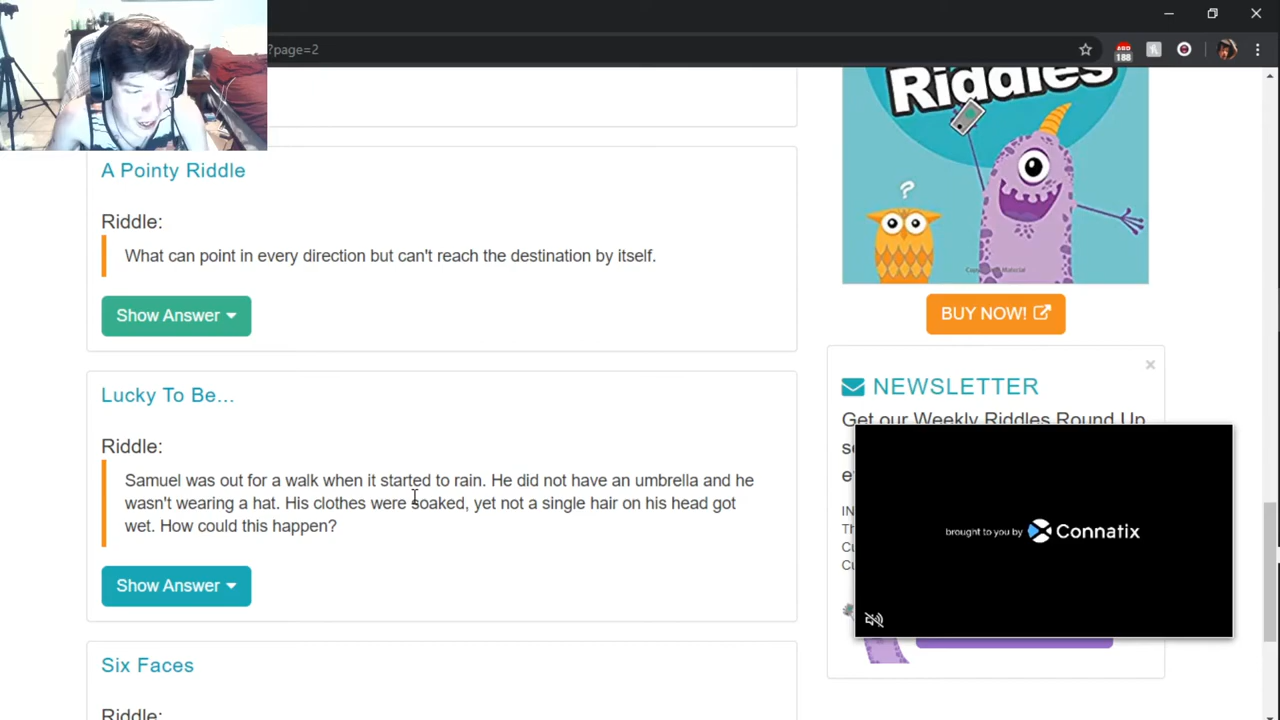 ?page=2
ABD
188
Riddles
?
Copyrighted Material
BUY NOW!
A Pointy Riddle
Riddle:
What can point in every direction but can't reach the destination by itself.
Show Answer
Lucky To Be...
Riddle:
Samuel was out for a walk when it started to rain. He did not have an umbrella and he
wasn't wearing a hat. His clothes were soaked, yet not a single hair on his head got
wet. How could this happen?
Show Answer
Six Faces
Riddle:
NEWSLETTER
Get our Weekly Riddles Round Up
brought to you by Connatix